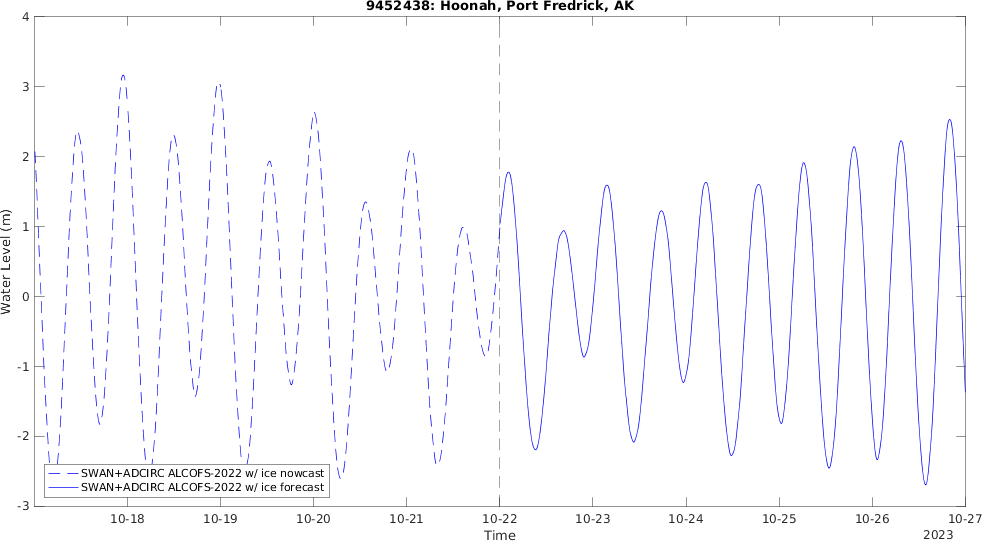 9452438: Hoonah, Port Fredrick, AK
4
3
2
1
0
-1
-2
-3
Water Level (m)
SWAN+ADCIRC ALCOFS-2022 w/ ice nowcast
SWAN+ADCIRC ALCOFS-2022 w/ ice forecast
10-18 10-19 10-20 10-21 10-22 10-23 10-24 10-25 10-26 10-27
Time
2023